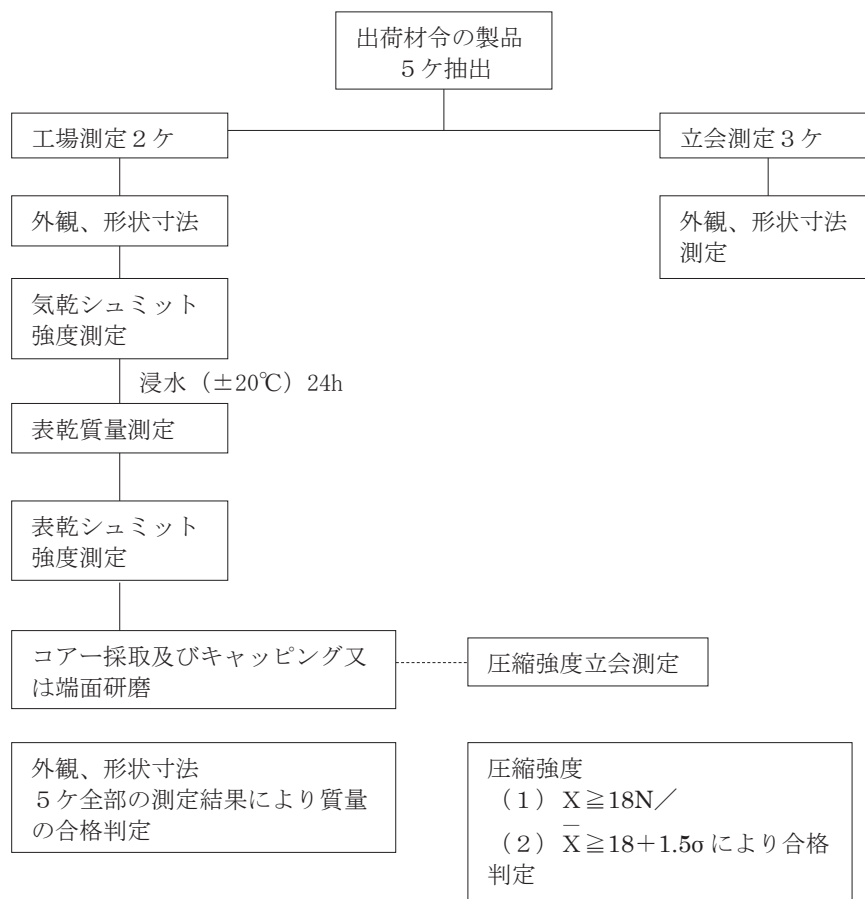 出荷材令の製品
５ケ抽出
工場測定２ケ
立会測定３ケ
外観、形状寸法
外観、形状寸法
測定
気乾シュミット
強度測定
浸水（±20℃）24h
表乾質量測定
表乾シュミット
強度測定
コアー採取及びキャッピング又
は端面研磨
圧縮強度立会測定
外観、形状寸法
５ケ全部の測定結果により質量
の合格判定
圧縮強度
（１）X≧18N／
（２）X̄≧18＋1.5σにより合格
判定